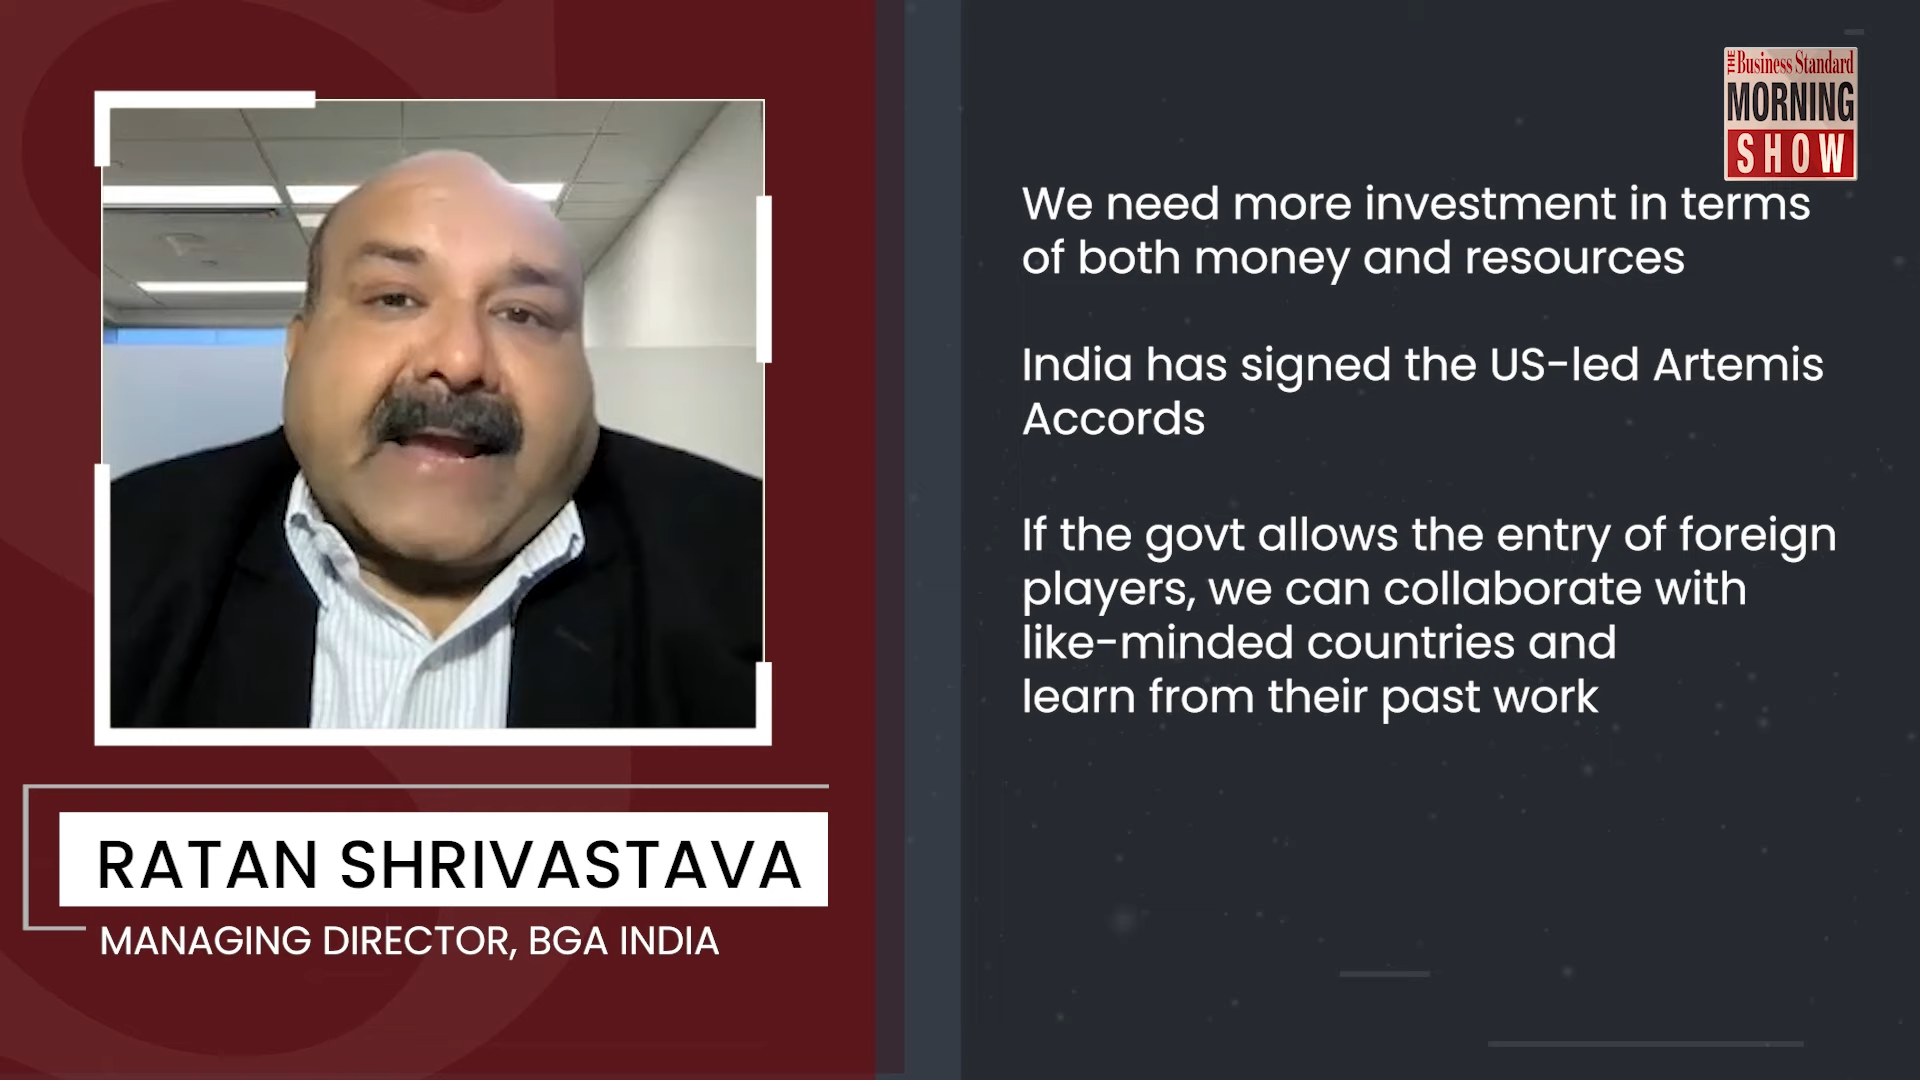 THE Business Standard
MORNING
SHOW
We need more investment in terms
of both money and resources
India has signed the US-led Artemis
Accords
If the govt allows the entry of foreign
players, we can collaborate with
like-minded countries and
learn from their past work
RATAN SHRIVASTAVA
MANAGING DIRECTOR, BGA INDIA